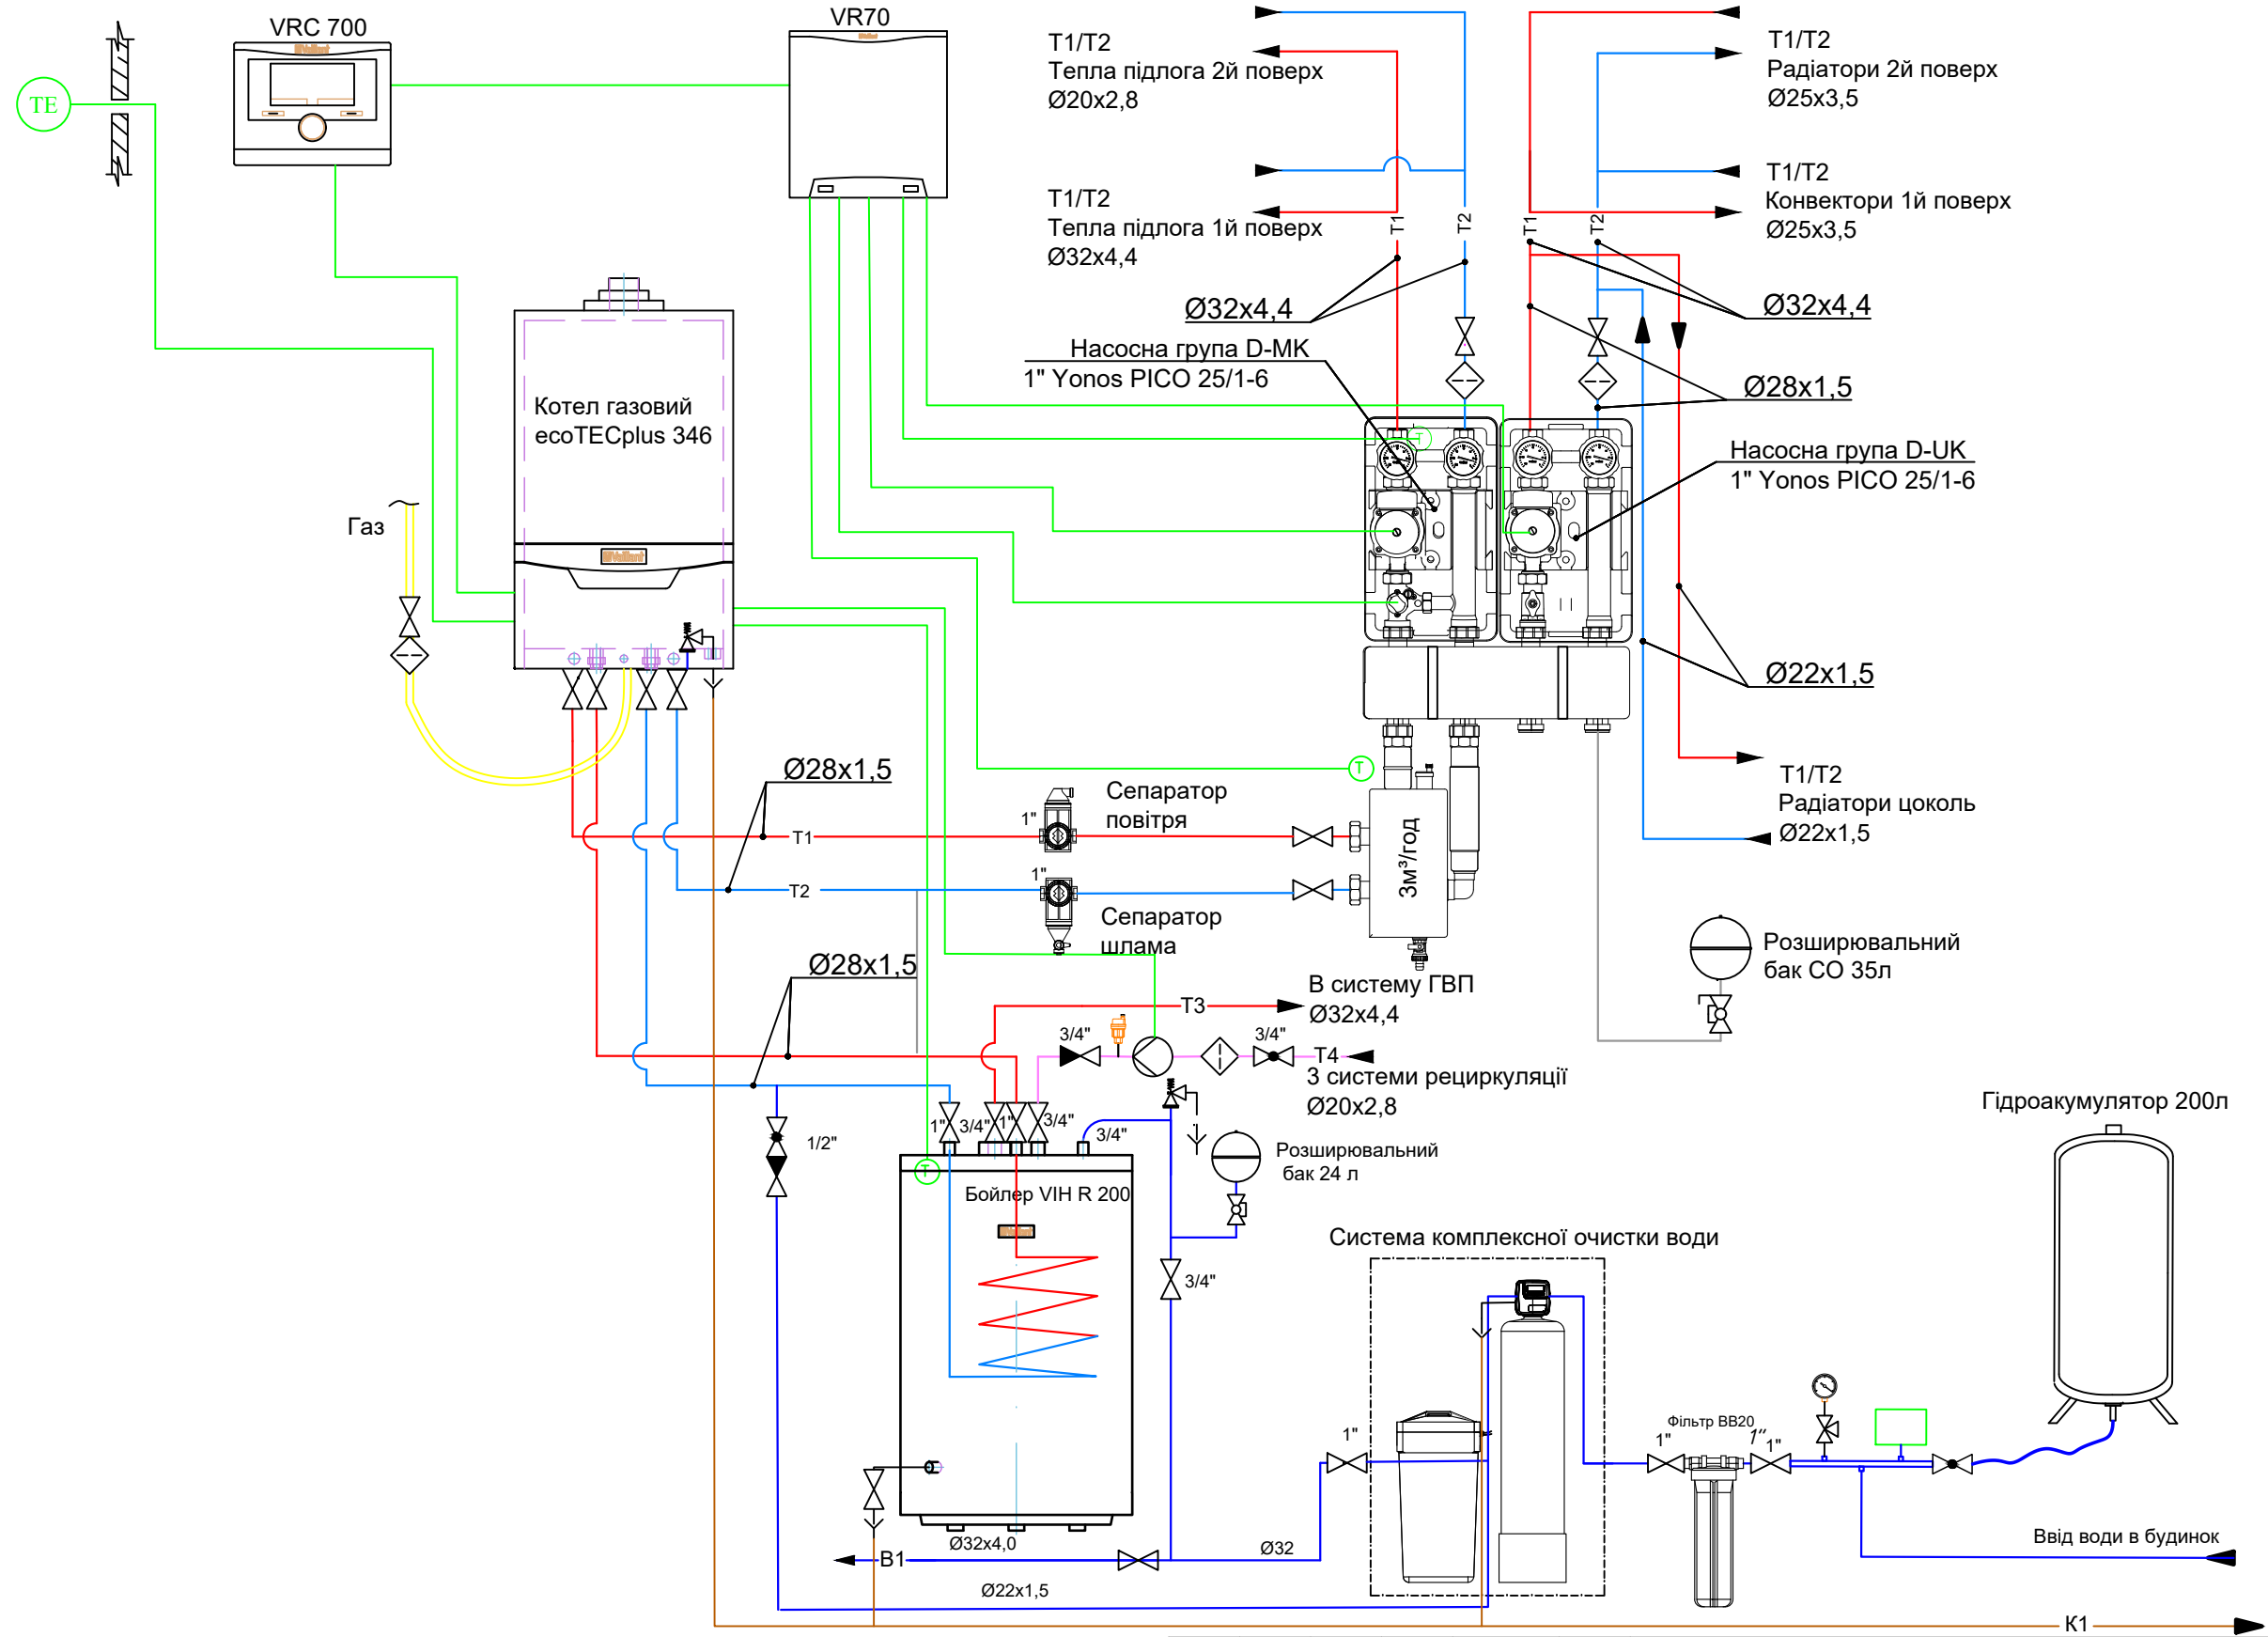 VRC 700
VR70
Vaillant
TE
T1/T2
Тепла підлога 2й поверх
Ø20x2,8
T1/T2
Радіатори 2й поверх
Ø25x3,5
T1/T2
Тепла підлога 1й поверх
Ø32x4,4
T1/T2
Конвектори 1й поверх
Ø25x3,5
T1
T2
T1
T2
Ø32x4,4
Ø32x4,4
Насосна група D-MK
1" Yonos PICO 25/1-6
Ø28x1,5
Котел газовий
ecoTECplus 346
Насосна група D-UK
1" Yonos PICO 25/1-6
T
Газ
Vaillant
Ø22x1,5
Ø28x1,5
T
T1/T2
Радіатори цоколь
Ø22x1,5
Сепаратор
повітря
1"
T1
3м³/год
1"
T2
Сепаратор
шлама
Ø28x1,5
Розширювальний
бак СО 35л
В систему ГВП
Ø32x4,4
T3
3/4"
3/4"
T4
З системи рециркуляції
Ø20x2,8
Гідроакумулятор 200л
1"
3/4"
1"
3/4"
3/4"
1/2"
Розширювальний
бак 24 л
T
Бойлер VIH R 200
Система комплексної очистки води
3/4"
Фільтр BB20
1"
1"
1"
1"
Ввід води в будинок
Ø32x4,0
Ø32
B1
Ø22x1,5
K1